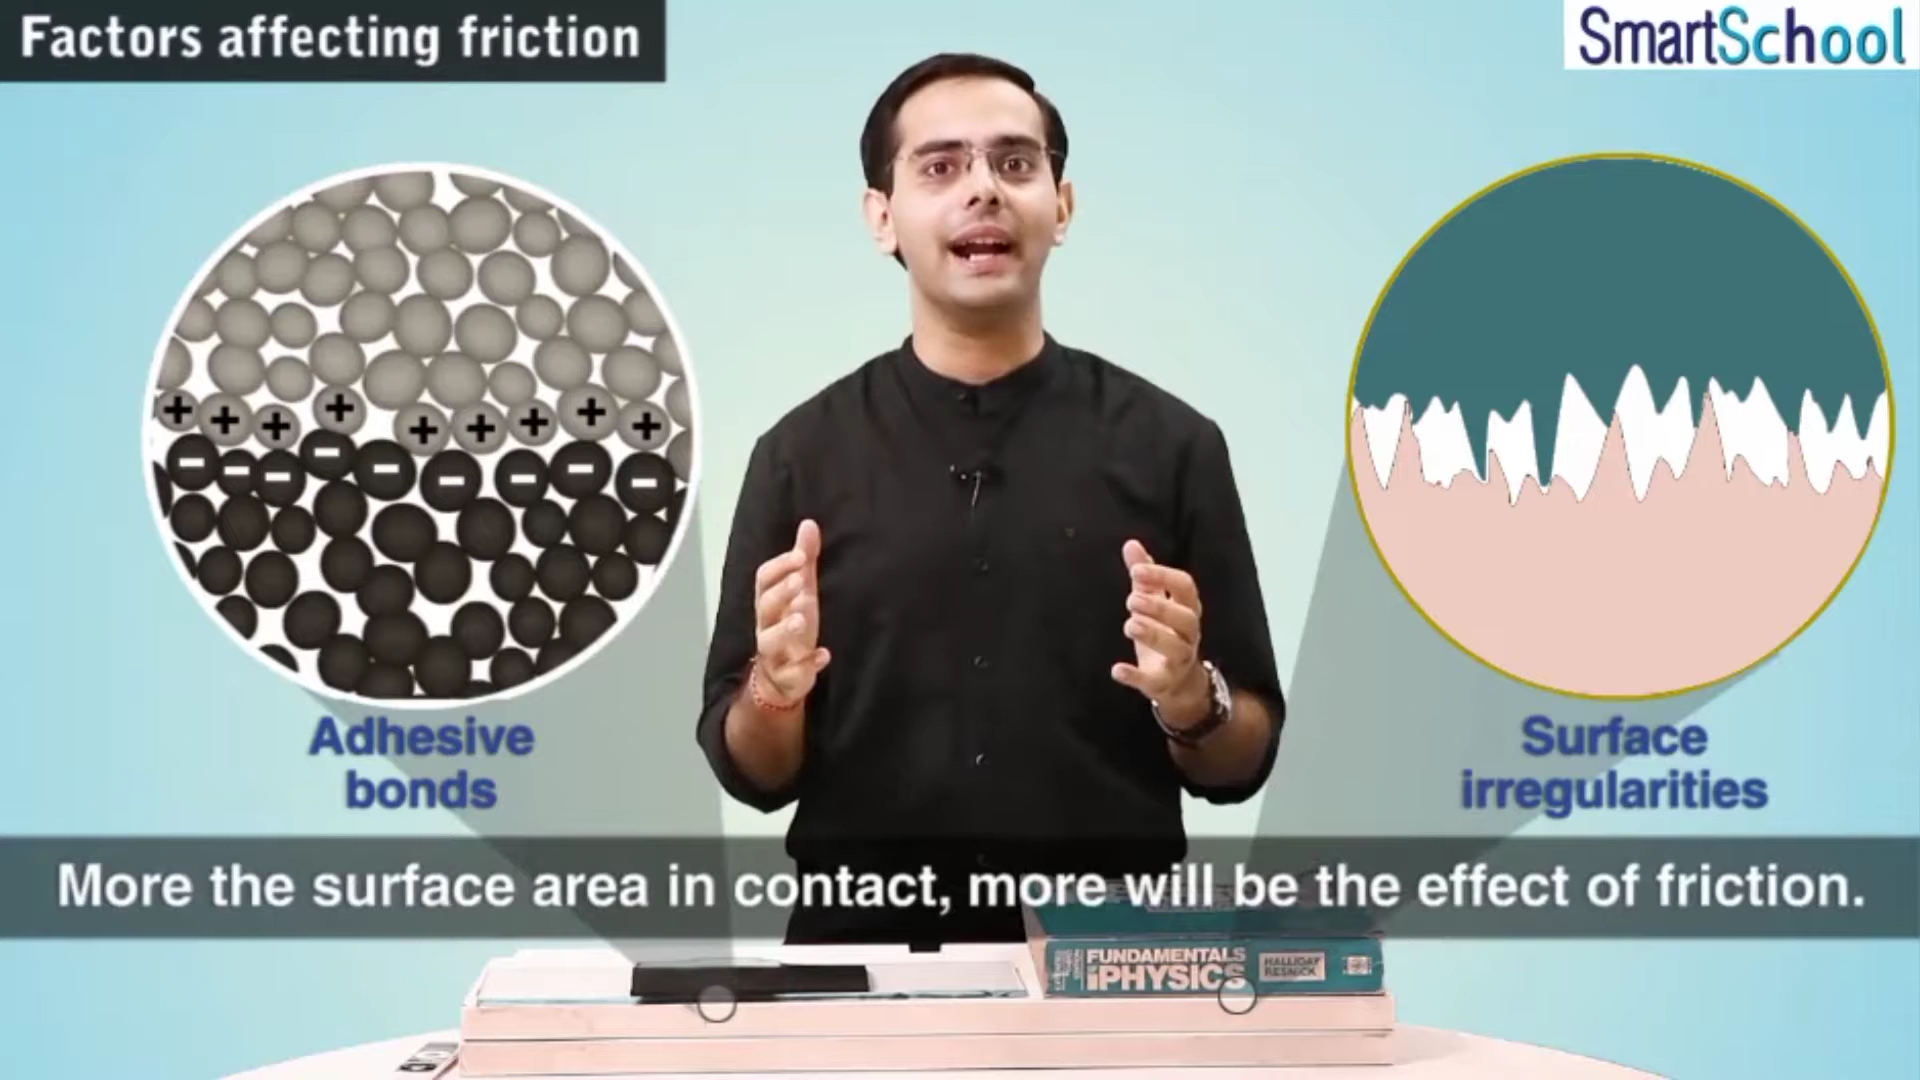 Factors affecting friction
SmartSchool
+ + + + + + + + +
- - - - - - - - -
Adhesive
bonds
Surface
irregularities
More the surface area in contact, more will be the effect of friction.
FUNDAMENTALS
PHYSICS
HALLIDAY
RESNICK